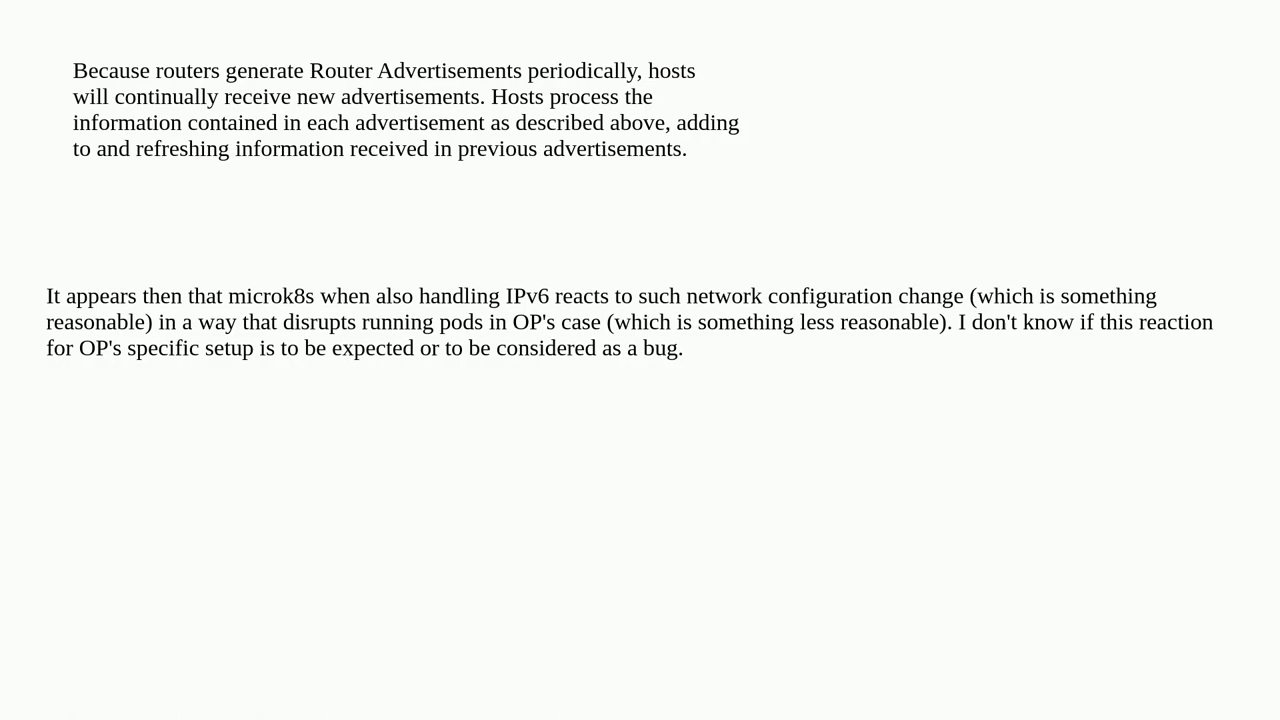 Because routers generate Router Advertisements periodically, hosts
will continually receive new advertisements. Hosts process the
information contained in each advertisement as described above, adding
to and refreshing information received in previous advertisements.
It appears then that microk8s when also handling IPv6 reacts to such network configuration change (which is something
reasonable) in a way that disrupts running pods in OP's case (which is something less reasonable). I don't know if this reaction
for OP's specific setup is to be expected or to be considered as a bug.